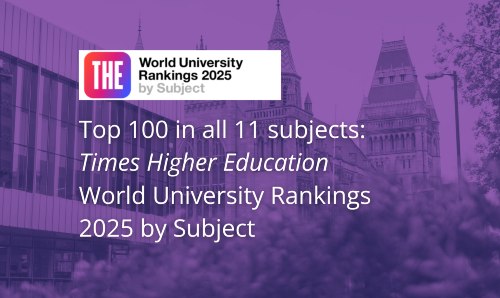 THE
World University
Rankings 2025
by Subject
Top 100 in all 11 subjects:
Times Higher Education
World University Rankings
2025 by Subject